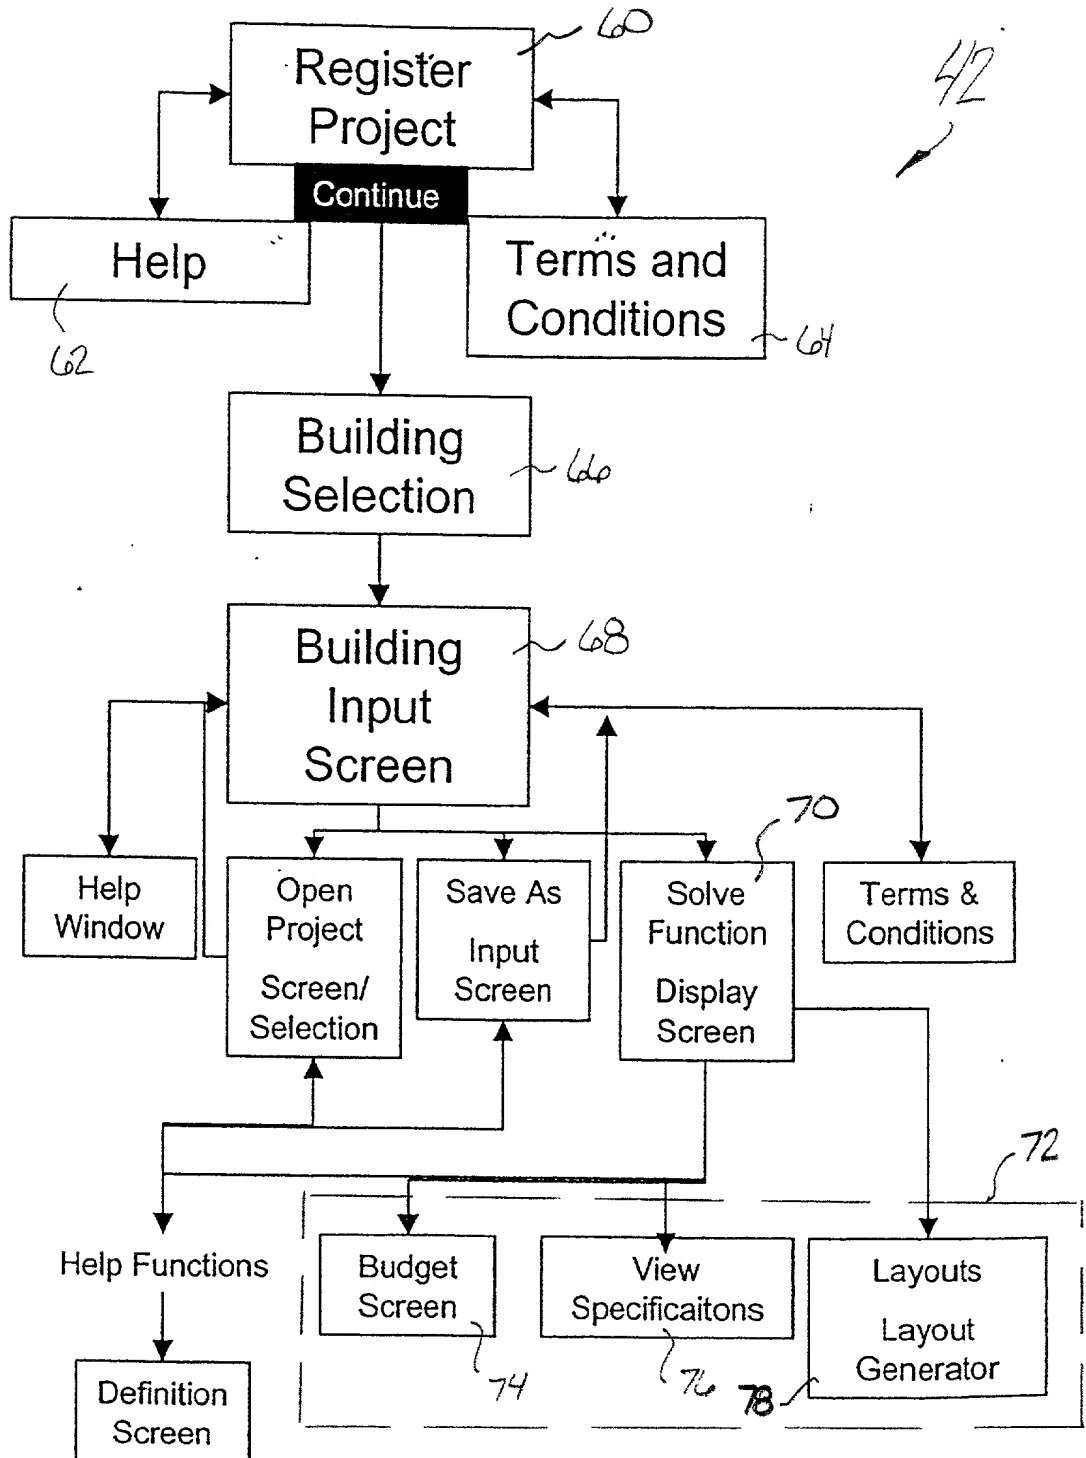 60
Register
Project
42
Continue
Help
Terms and
Conditions
62
64
Building
Selection
66
Building
Input
Screen
68
70
Help
Window
Open
Project
Screen/
Selection
Save As
Input
Screen
Solve
Function
Display
Screen
Terms &
Conditions
72
Help Functions
Budget
Screen
View
Specificaitons
Layouts
Layout
Generator
74
76
78
Definition
Screen